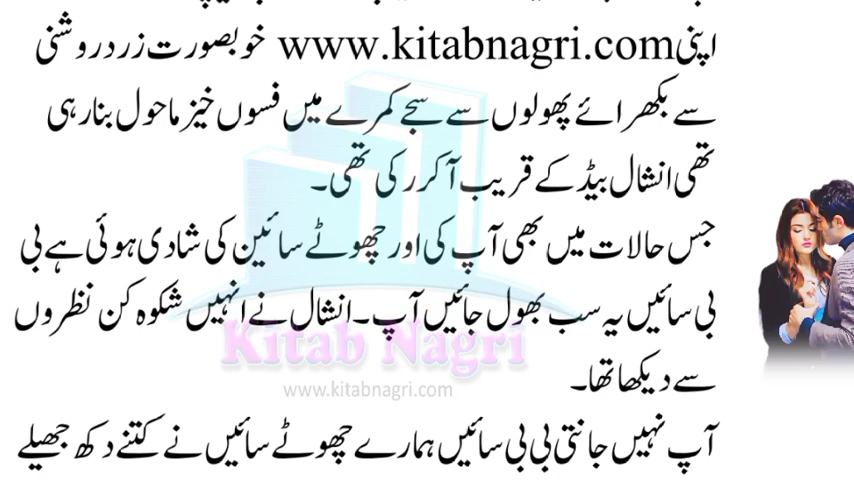 اپنی www.kitabnagri.com خوبصورت زرد روشنی
سے بکھرائے پھولوں سے سجے کمرے میں فسوں خیز ماحول بنا رہی
تھی انشال بیڈ کے قریب آ کر رکی تھی۔
جس حالات میں بھی آپ کی اور چھوٹے سائین کی شادی ہوئی ہے بی
بی سائیں یہ سب بھول جائیں آپ۔ انشال نے انہیں شکوہ کن نظروں
سے دیکھا تھا۔
آپ نہیں جانتی بی بی سائیں ہمارے چھوٹے سائیں نے کتنے دکھ جھیلے
Kitab Nagri
www.kitabnagri.com